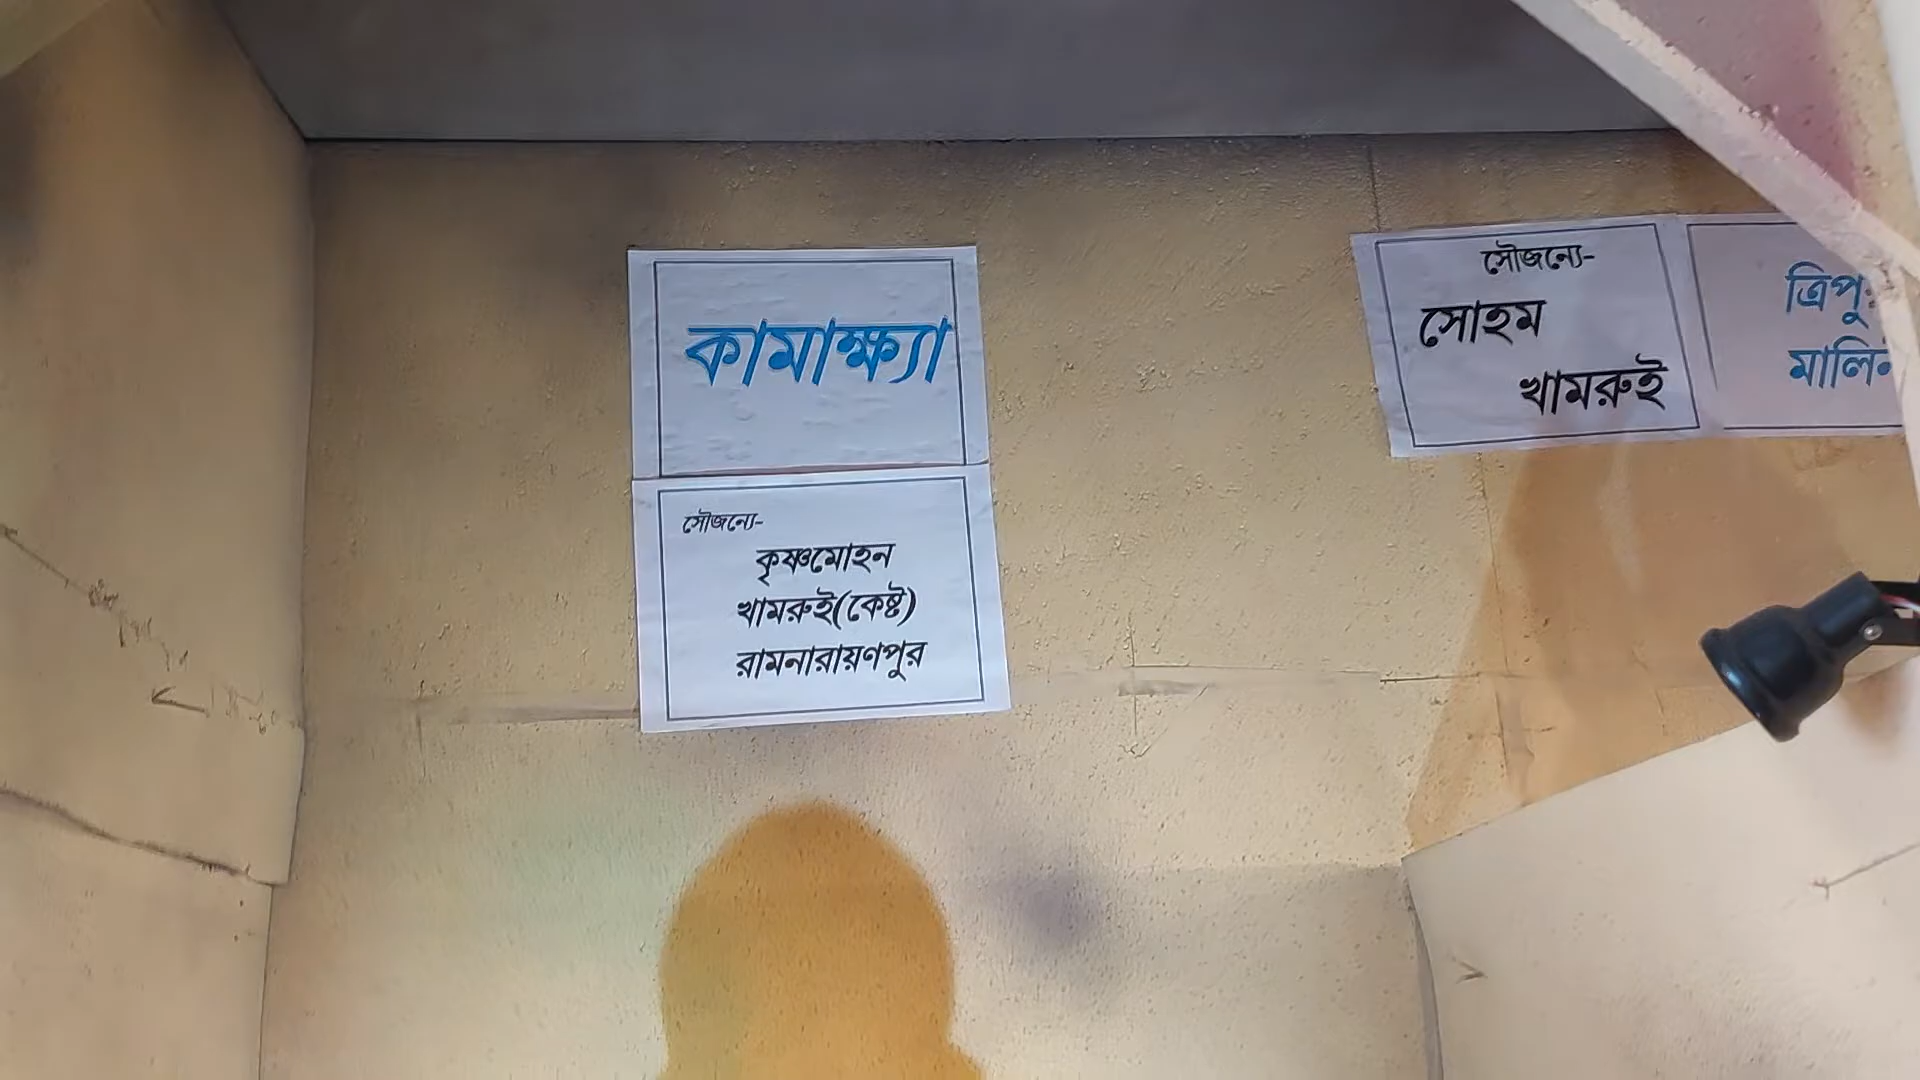 কামাক্ষ্যা
সৌজন্যে-
কৃষ্ণমোহন
খামরুই(কেষ্ট)
রামনারায়ণপুর
সৌজন্যে-
সোহম
খামরুই